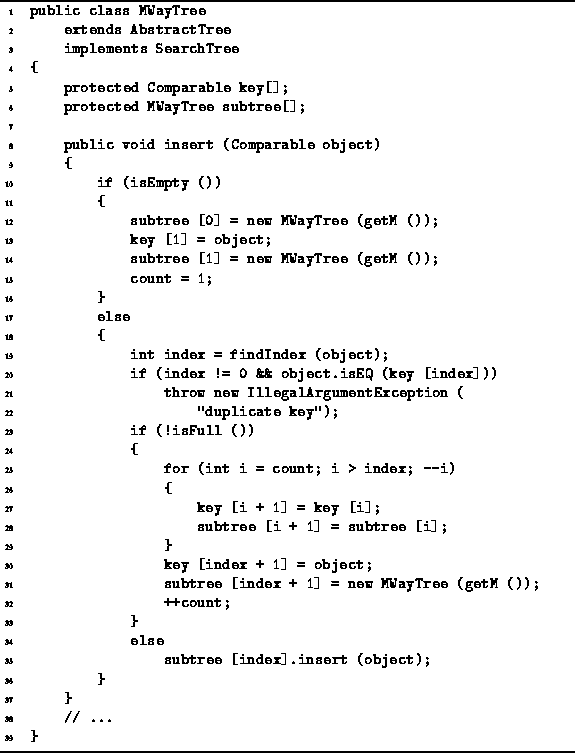 1 public class MWayTree
2 extends AbstractTree
3 implements SearchTree
4 {
5 protected Comparable key[];
6 protected MWayTree subtree[];
7
8 public void insert (Comparable object)
9 {
10 if (isEmpty ())
11 {
12 subtree [0] = new MWayTree (getM ());
13 key [1] = object;
14 subtree [1] = new MWayTree (getM ());
15 count = 1;
16 }
17 else
18 {
19 int index = findIndex (object);
20 if (index != 0 && object.isEQ (key [index]))
21 throw new IllegalArgumentException (
22 "duplicate key");
23 if (!isFull ())
24 {
25 for (int i = count; i > index; --i)
26 {
27 key [i + 1] = key [i];
28 subtree [i + 1] = subtree [i];
29 }
30 key [index + 1] = object;
31 subtree [index + 1] = new MWayTree (getM ());
32 ++count;
33 }
34 else
35 subtree [index].insert (object);
36 }
37 }
38 // ...
39 }